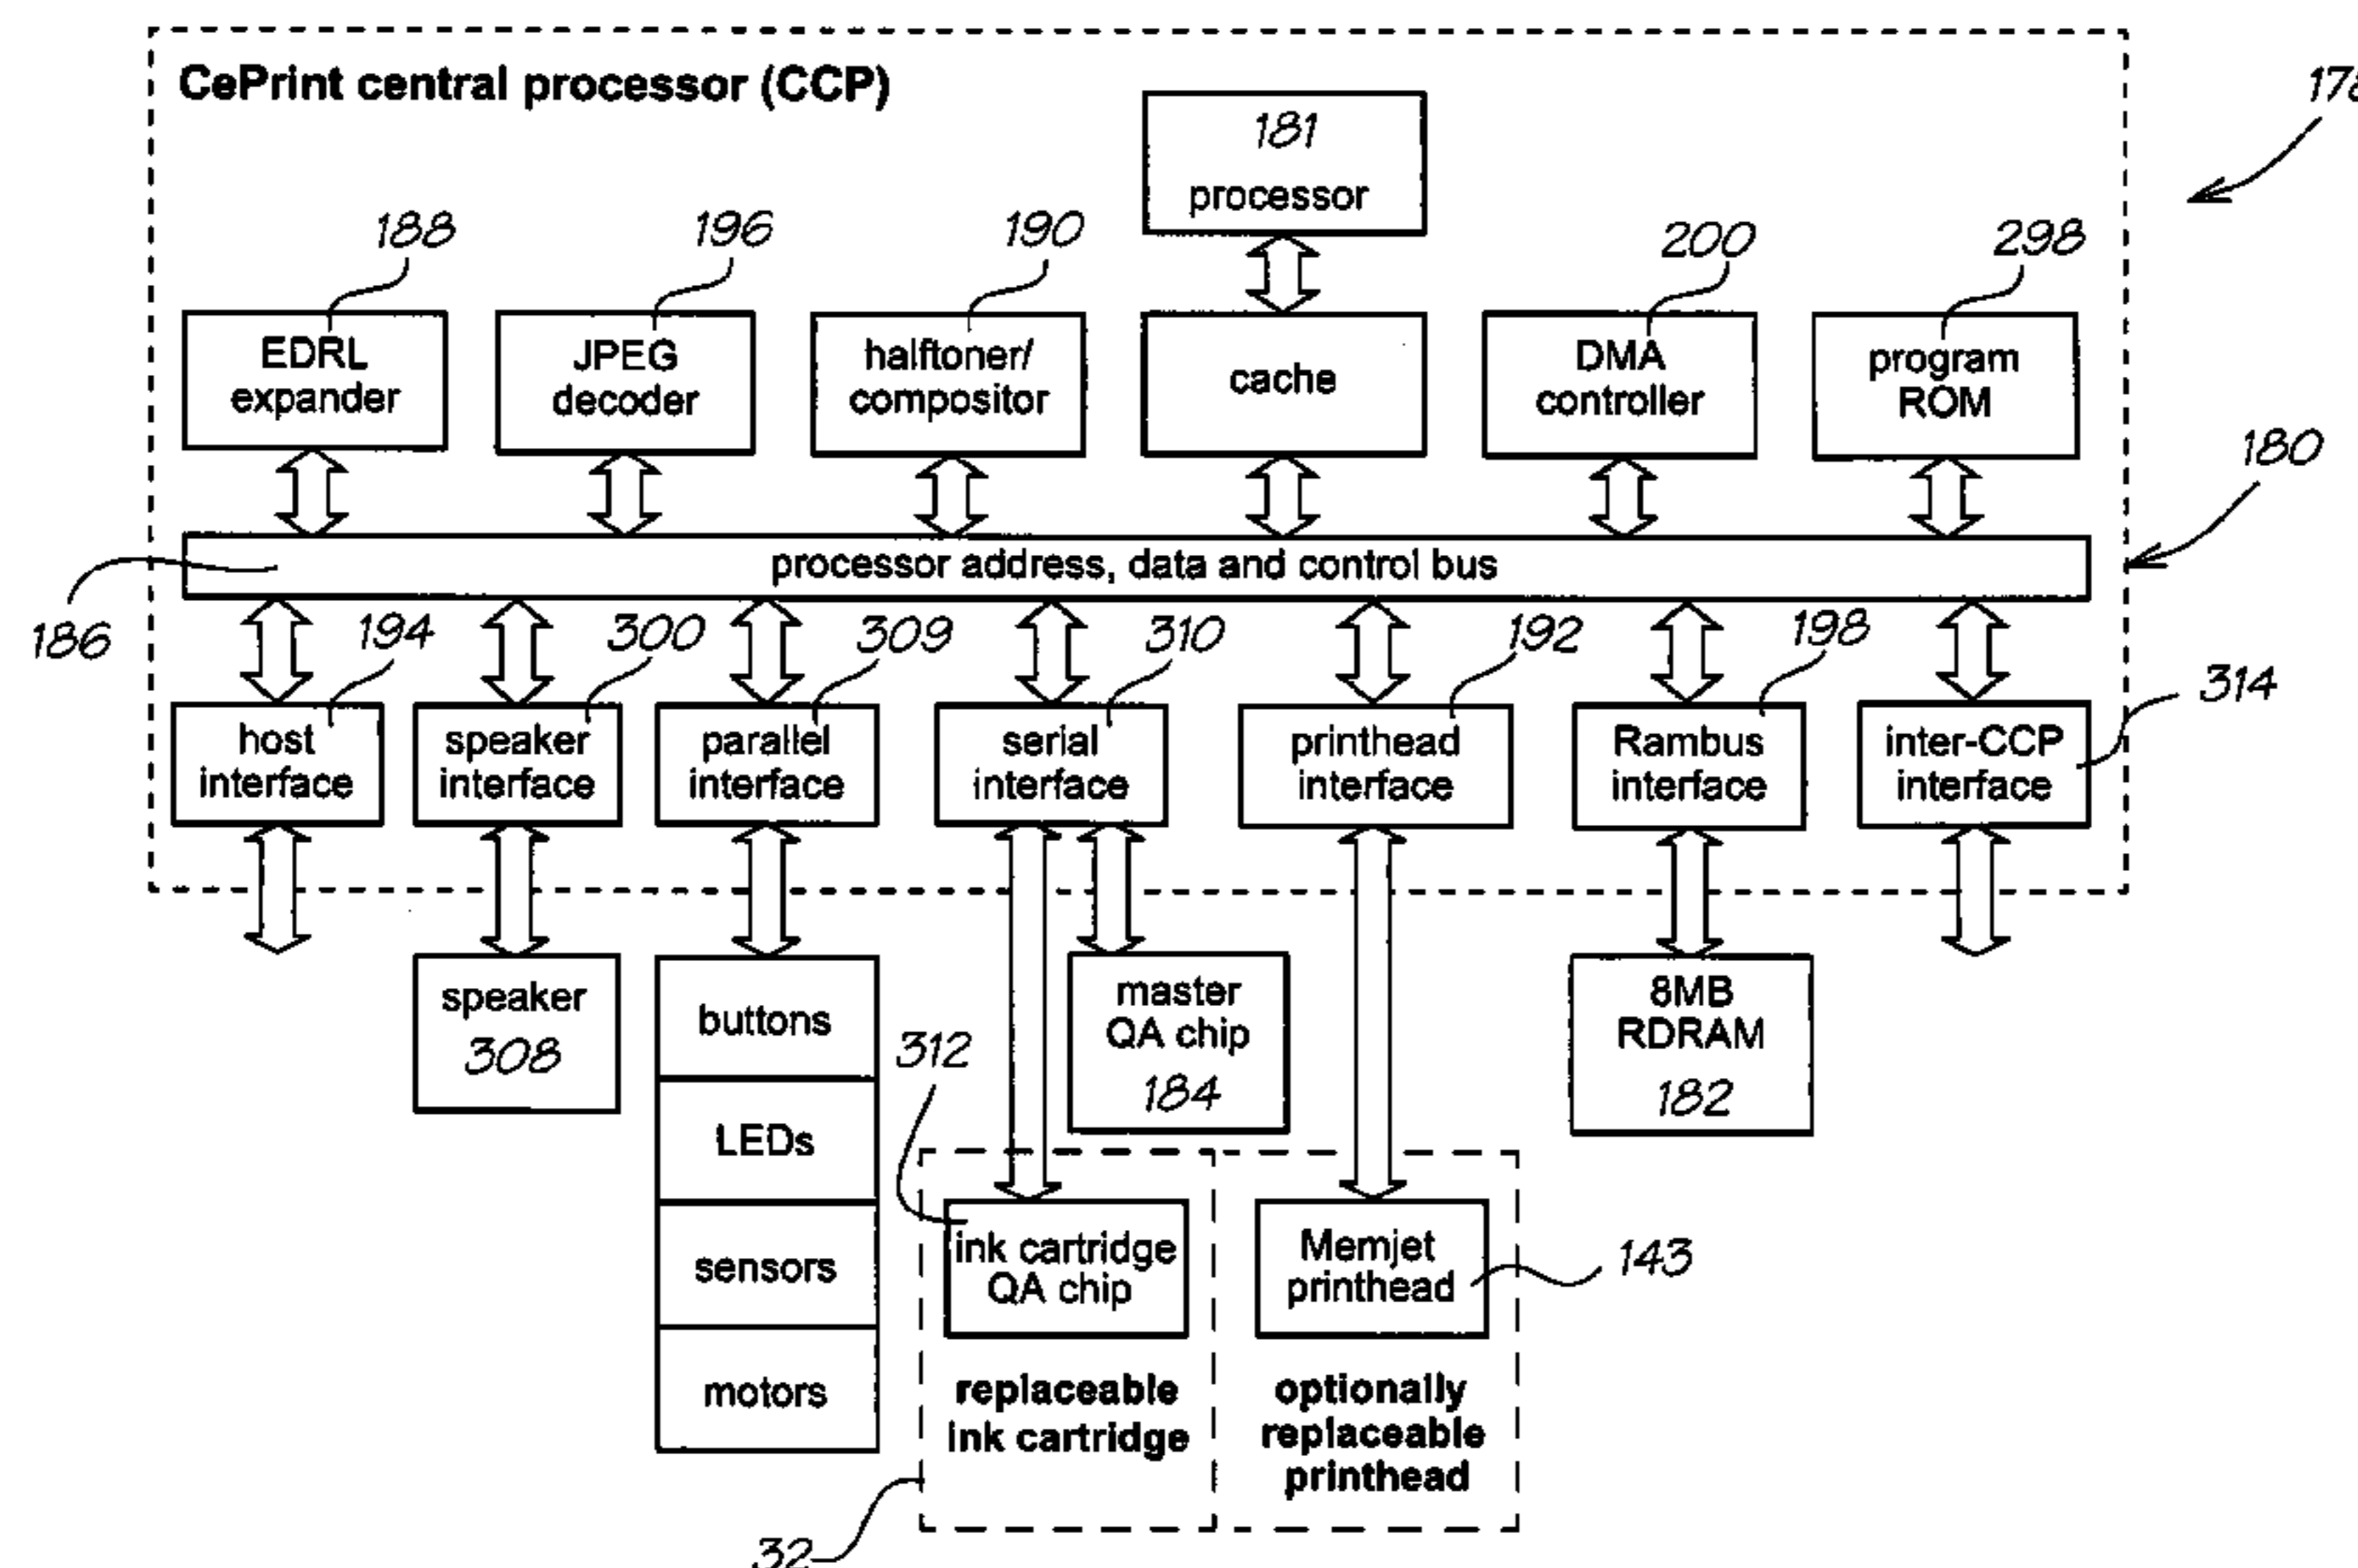 CePrint central processor (CCP)
178
181
processor
188
196
190
200
298
EDRL
expander
JPEG
decoder
halftoner/
compositor
cache
DMA
controller
program
ROM
180
processor address, data and control bus
186
194
300
309
310
192
198
314
host
interface
speaker
interface
parallel
interface
serial
interface
printhead
interface
Rambus
interface
inter-CCP
interface
speaker
308
buttons
LEDs
sensors
motors
312
master
QA chip
184
8MB
RDRAM
182
ink cartridge
QA chip
Memjet
printhead
143
replaceable
ink cartridge
optionally
replaceable
printhead
32